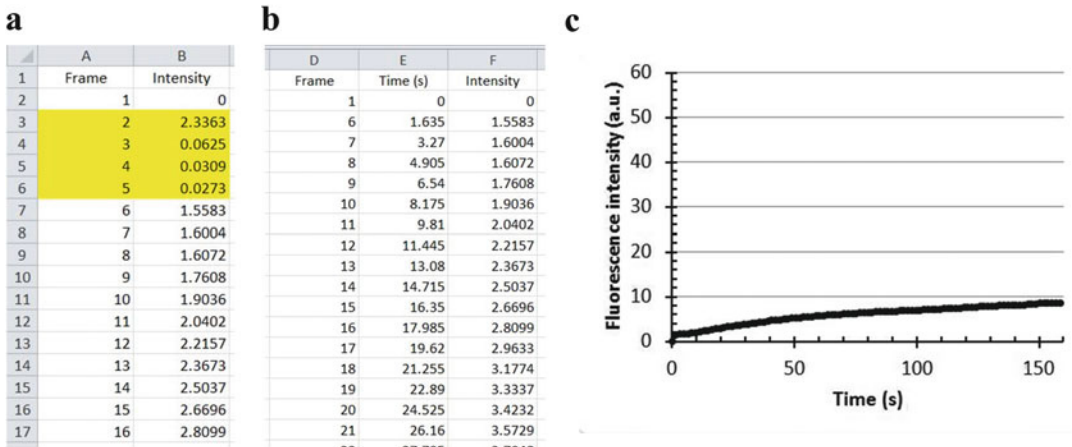 a
A B
1 Frame Intensity
2 1 0
3 2 2.3363
4 3 0.0625
5 4 0.0309
6 5 0.0273
7 6 1.5583
8 7 1.6004
9 8 1.6072
10 9 1.7608
11 10 1.9036
12 11 2.0402
13 12 2.2157
14 13 2.3673
15 14 2.5037
16 15 2.6696
17 16 2.8099
b
D E F
Frame Time (s) Intensity
1 0 0
6 1.635 1.5583
7 3.27 1.6004
8 4.905 1.6072
9 6.54 1.7608
10 8.175 1.9036
11 9.81 2.0402
12 11.445 2.2157
13 13.08 2.3673
14 14.715 2.5037
15 16.35 2.6696
16 17.985 2.8099
17 19.62 2.9633
18 21.255 3.1774
19 22.89 3.3337
20 24.525 3.4232
21 26.16 3.5729
c
Fluorescence intensity (a.u.)
60
50
40
30
20
10
0
0 50 100 150
Time (s)